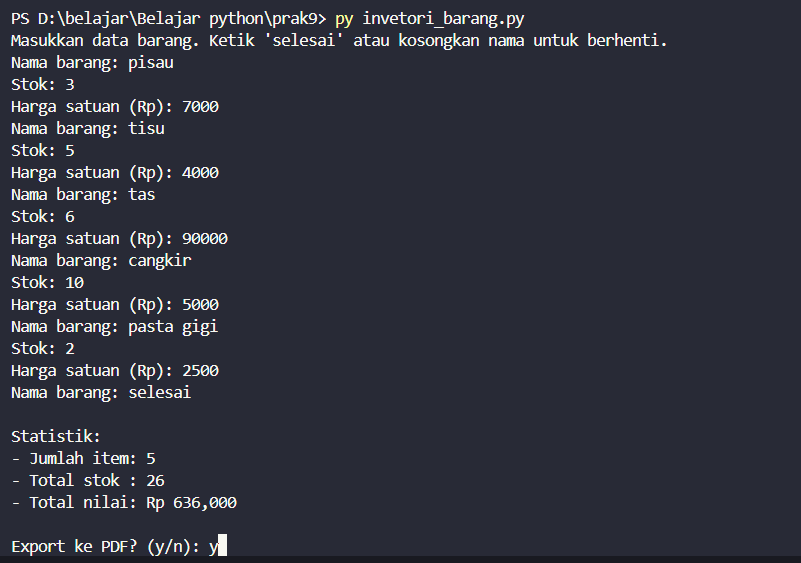 PS D:\belajar\Belajar python\prak9> py invetori_barang.py
Masukkan data barang. Ketik 'selesai' atau kosongkan nama untuk berhenti.
Nama barang: pisau
Stok: 3
Harga satuan (Rp): 7000
Nama barang: tisu
Stok: 5
Harga satuan (Rp): 4000
Nama barang: tas
Stok: 6
Harga satuan (Rp): 90000
Nama barang: cangkir
Stok: 10
Harga satuan (Rp): 5000
Nama barang: pasta gigi
Stok: 2
Harga satuan (Rp): 2500
Nama barang: selesai

Statistik:
- Jumlah item: 5
- Total stok : 26
- Total nilai: Rp 636,000

Export ke PDF? (y/n): y